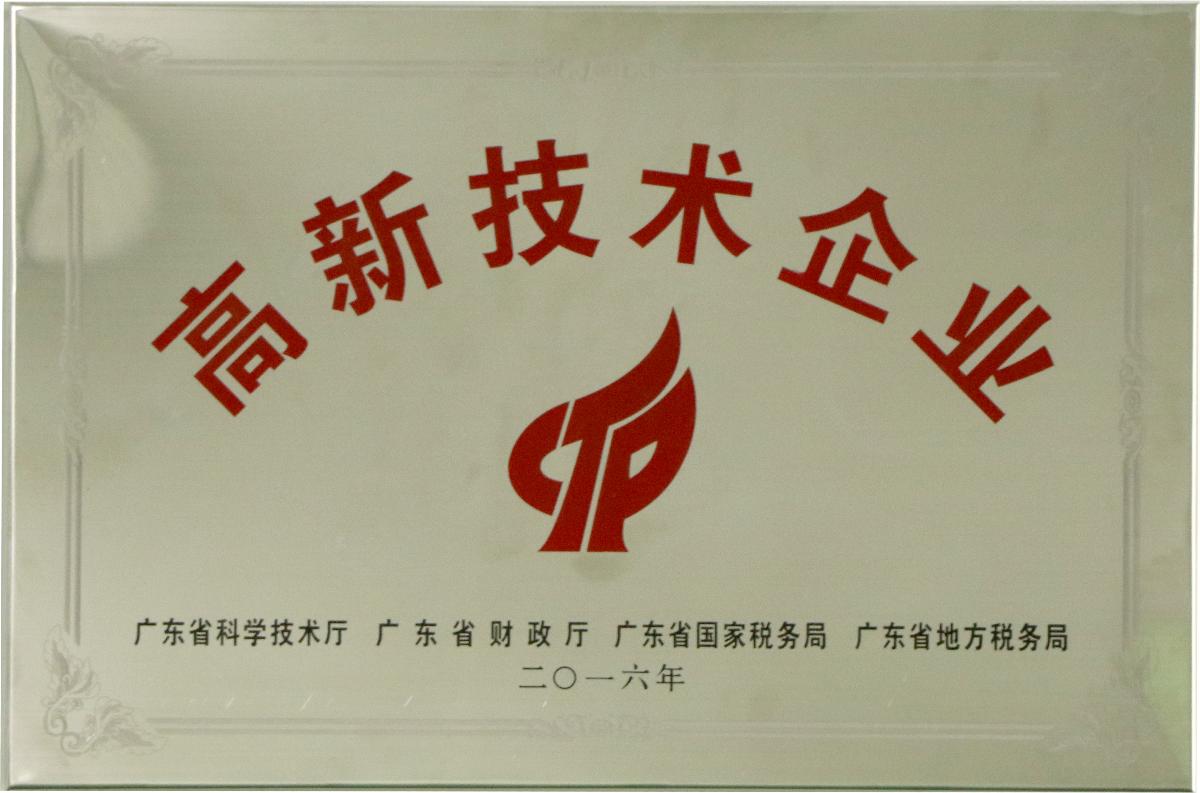 高新技术企业
广东省科学技术厅 广东省财政厅 广东省国家税务局 广东省地方税务局
二〇一六年